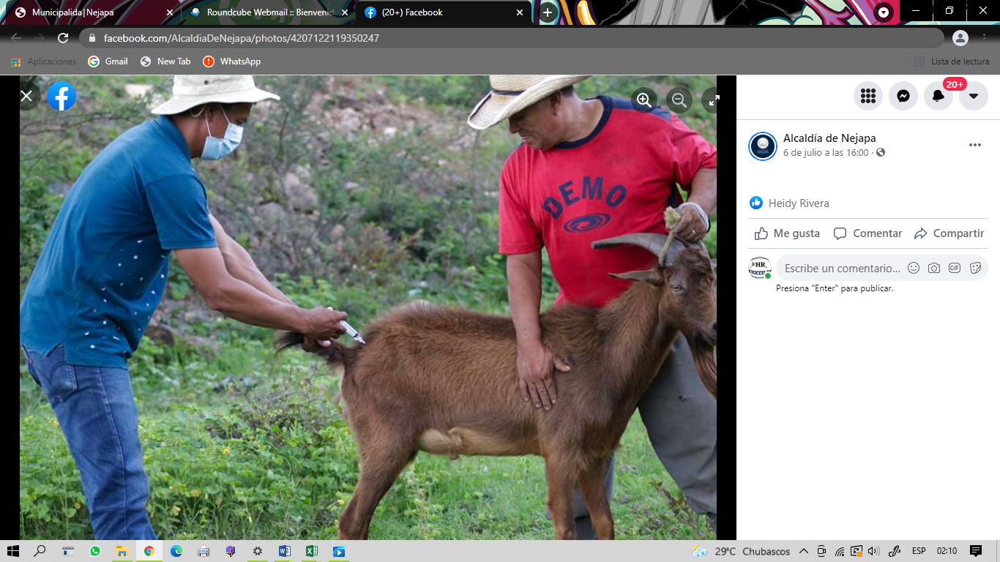 Municipalida|Nejapa
Roundcube Webmail :: Bienvenid
(20+) Facebook
facebook.com/AlcaldiaDeNejapa/photos/4207122119350247
Aplicaciones
Gmail
New Tab
WhatsApp
Lista de lectura
20+
Alcaldía de Nejapa
6 de julio a las 16:00 ·
DEMO
Heidy Rivera
Me gusta
Comentar
Compartir
HR
Escribe un comentario...
GIF
Presiona "Enter" para publicar.
29°C Chubascos
ESP
02:10